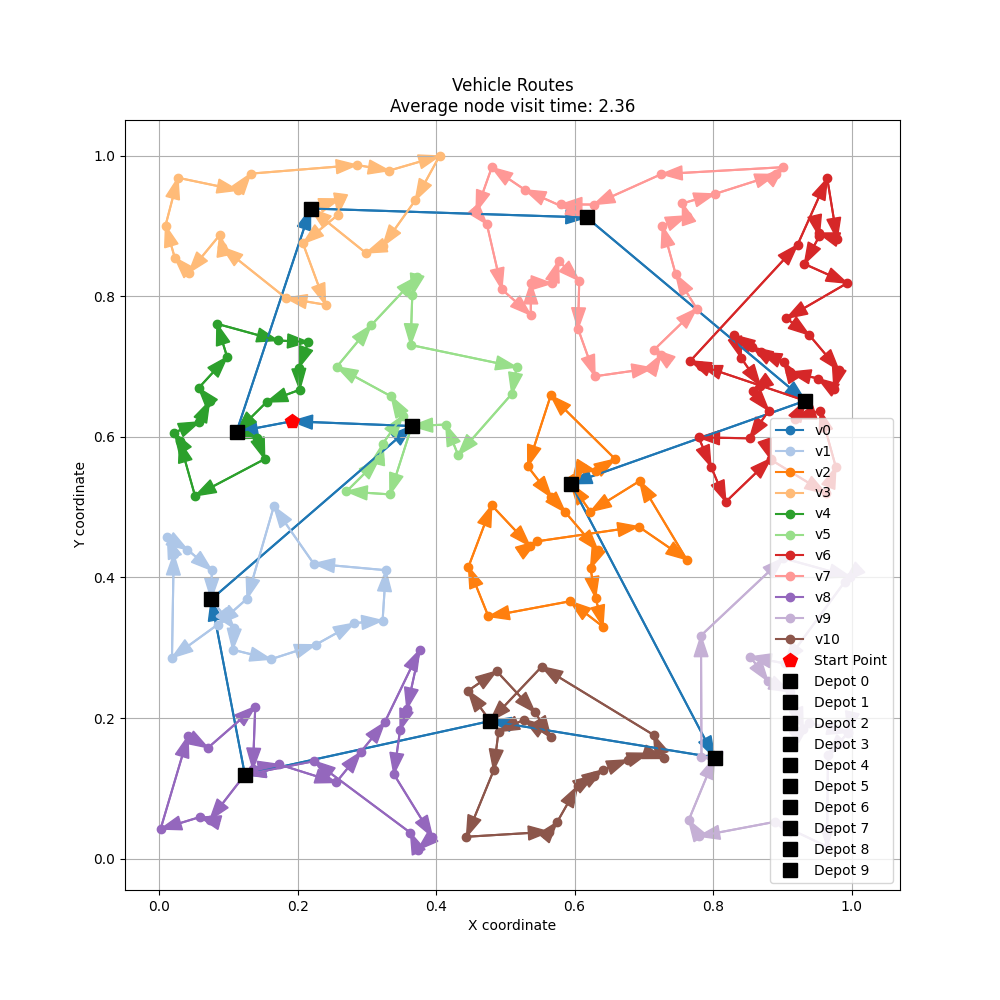 Vehicle Routes
Average node visit time: 2.36
1.0
0.8
0.6
0.4
0.2
0.0
Y coordinate
0.0
0.2
0.4
0.6
0.8
1.0
X coordinate
v0
v1
v2
v3
v4
v5
v6
v7
v8
v9
v10
Start Point
Depot 0
Depot 1
Depot 2
Depot 3
Depot 4
Depot 5
Depot 6
Depot 7
Depot 8
Depot 9